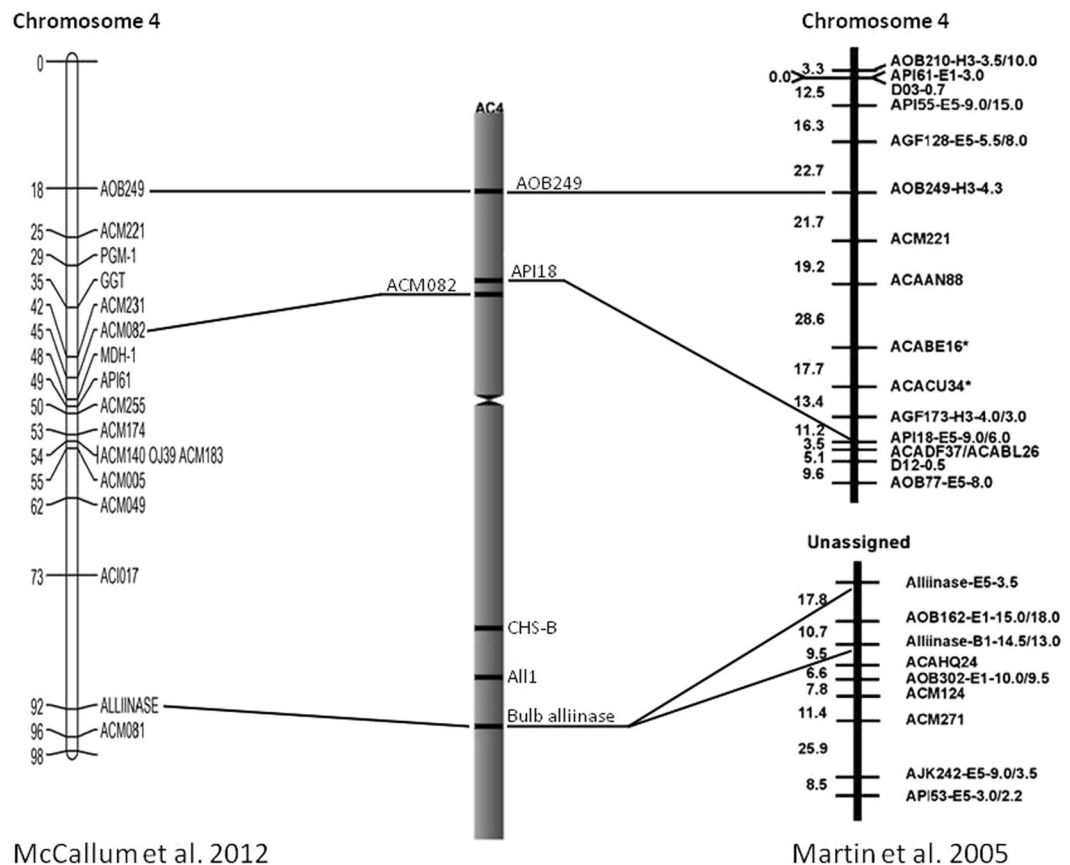 Chromosome 4
0
18 AOB249
25 ACM221
29 PGM-1
35 GGT
42 ACM231
45 ACM082
48 MDH-1
49 API61
50 ACM255
53 ACM174
54 ACM140 OJ39 ACM183
55 ACM005
62 ACM049
73 ACI017
92 ALLIINASE
96 ACM081
98
McCallum et al. 2012
AC4
AOB249
API18
ACM082
CHS-B
All1
Bulb alliinase
Chromosome 4
AOB210-H3-3.5/10.0
3.3
API61-E1-3.0
0.0
D03-0.7
12.5
API55-E5-9.0/15.0
16.3
AGF128-E5-5.5/8.0
22.7
AOB249-H3-4.3
21.7
ACM221
19.2
ACAAN88
28.6
ACABE16*
17.7
ACACU34*
13.4
AGF173-H3-4.0/3.0
11.2
API18-E5-9.0/6.0
3.5
ACADF37/ACABL26
5.1
D12-0.5
9.6
AOB77-E5-8.0
Unassigned
Alliinase-E5-3.5
17.8
AOB162-E1-15.0/18.0
10.7
Alliinase-B1-14.5/13.0
9.5
ACAHQ24
6.6
AOB302-E1-10.0/9.5
7.8
ACM124
11.4
ACM271
25.9
AJK242-E5-9.0/3.5
8.5
API53-E5-3.0/2.2
Martin et al. 2005